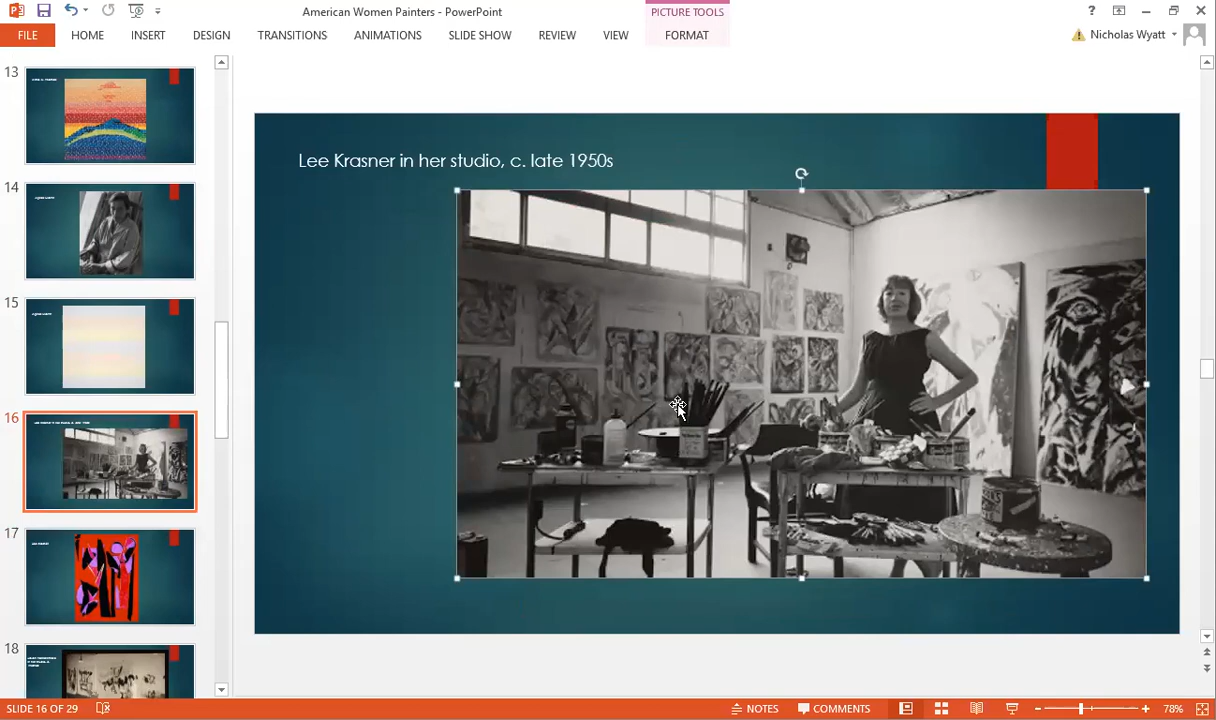 American Women Painters - PowerPoint
PICTURE TOOLS
?
FILE
HOME
INSERT
DESIGN
TRANSITIONS
ANIMATIONS
SLIDE SHOW
REVIEW
VIEW
FORMAT
Nicholas Wyatt
13
14
15
16
17
18
Lee Krasner in her studio, c. late 1950s
SLIDE 16 OF 29
NOTES
COMMENTS
78%